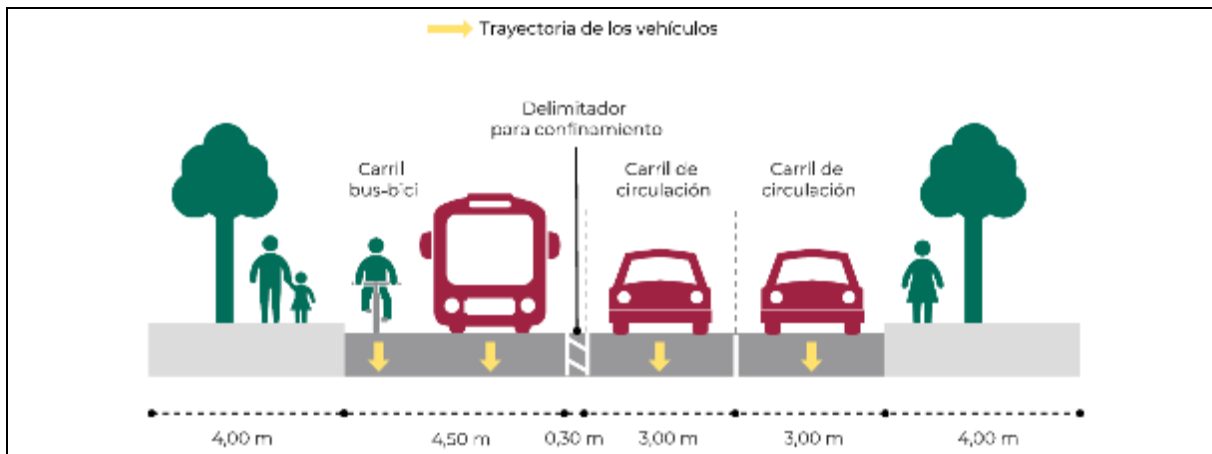 Trayectoria de los vehículos
Delimitador
para confinamiento
Carril
bus-bici
Carril de
circulación
Carril de
circulación
4,00 m
4,50 m
0,30 m
3,00 m
3,00 m
4,00 m